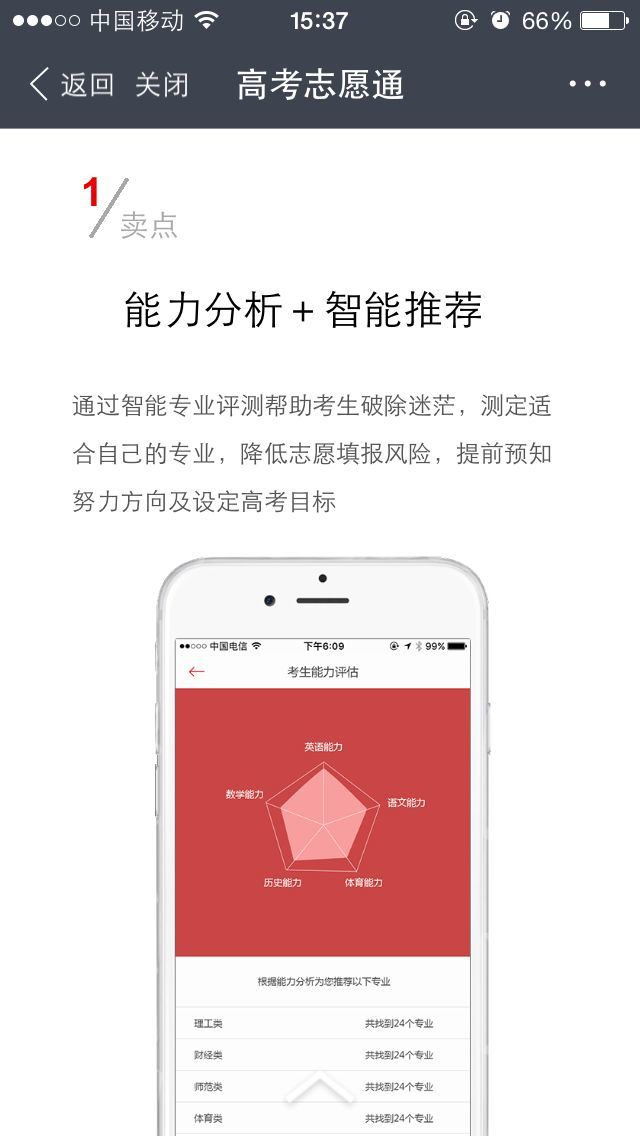 中国移动 15:37 66%
返回 关闭 高考志愿通
1/卖点
能力分析+智能推荐
通过智能专业评测帮助考生破除迷茫，测定适
合自己的专业，降低志愿填报风险，提前预知
努力方向及设定高考目标
中国电信 下午6:09 99%
考生能力评估
英语能力
数学能力 语文能力
历史能力 体育能力
根据能力分析为您推荐以下专业
理工类 共找到24个专业
财经类 共找到24个专业
师范类 共找到24个专业
体育类 共找到24个专业